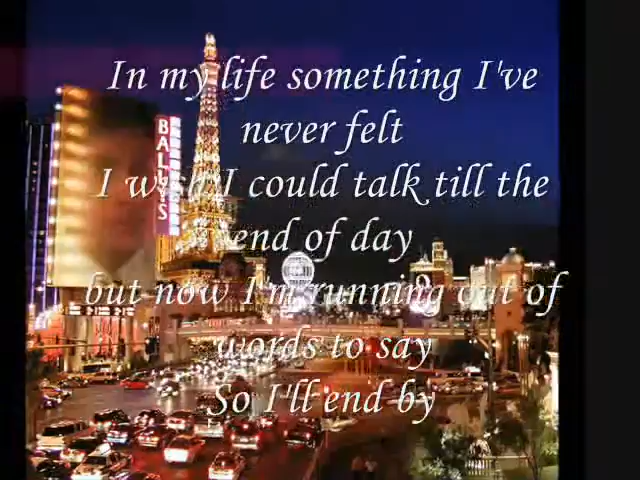 In my life something I've
never felt
I wish I could talk till the
end of day
but now I'm running out of
words to say
So I'll end by
BALLYS